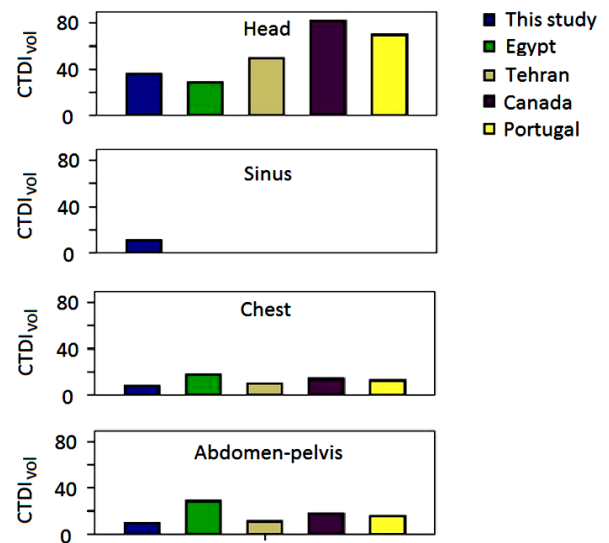 Head
CTDIvol
80
40
0
This study
Egypt
Tehran
Canada
Portugal
Sinus
CTDIvol
80
40
0
Chest
CTDIvol
80
40
0
Abdomen-pelvis
CTDIvol
80
40
0